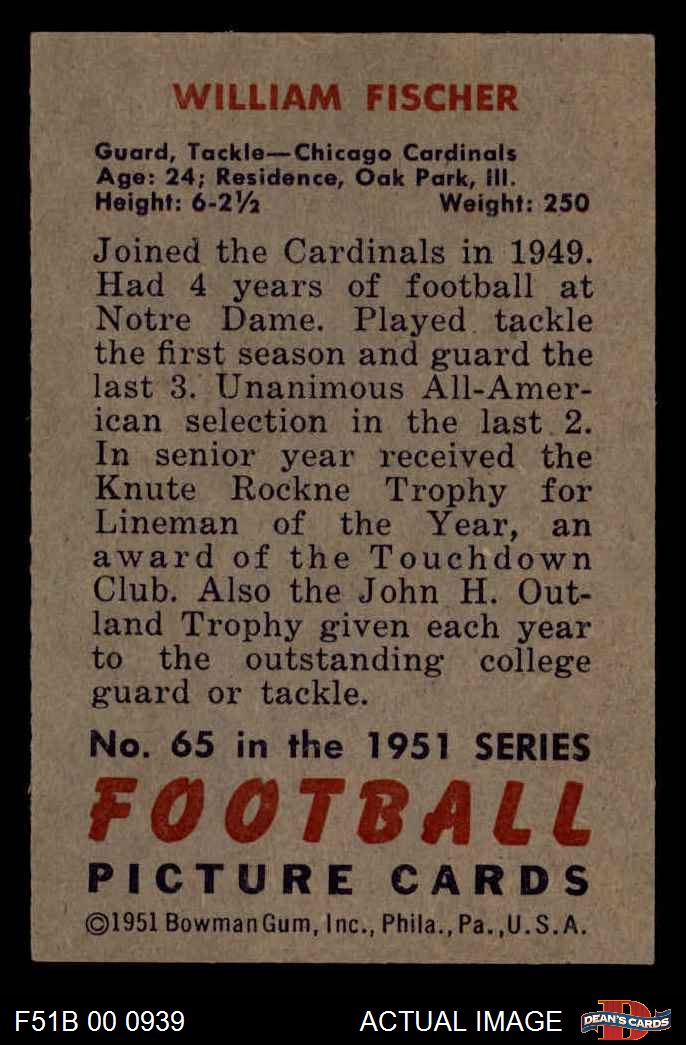 WILLIAM FISCHER
Guard, Tackle—Chicago Cardinals
Age: 24; Residence, Oak Park, Ill.
Height: 6-2½ Weight: 250
Joined the Cardinals in 1949.
Had 4 years of football at
Notre Dame. Played tackle
the first season and guard the
last 3. Unanimous All-Amer-
ican selection in the last 2.
In senior year received the
Knute Rockne Trophy for
Lineman of the Year, an
award of the Touchdown
Club. Also the John H. Out-
land Trophy given each year
to the outstanding college
guard or tackle.
No. 65 in the 1951 SERIES
FOOTBALL
PICTURE CARDS
©1951 Bowman Gum, Inc., Phila., Pa., U.S.A.
F51B 00 0939 ACTUAL IMAGE DEAN'S CARDS